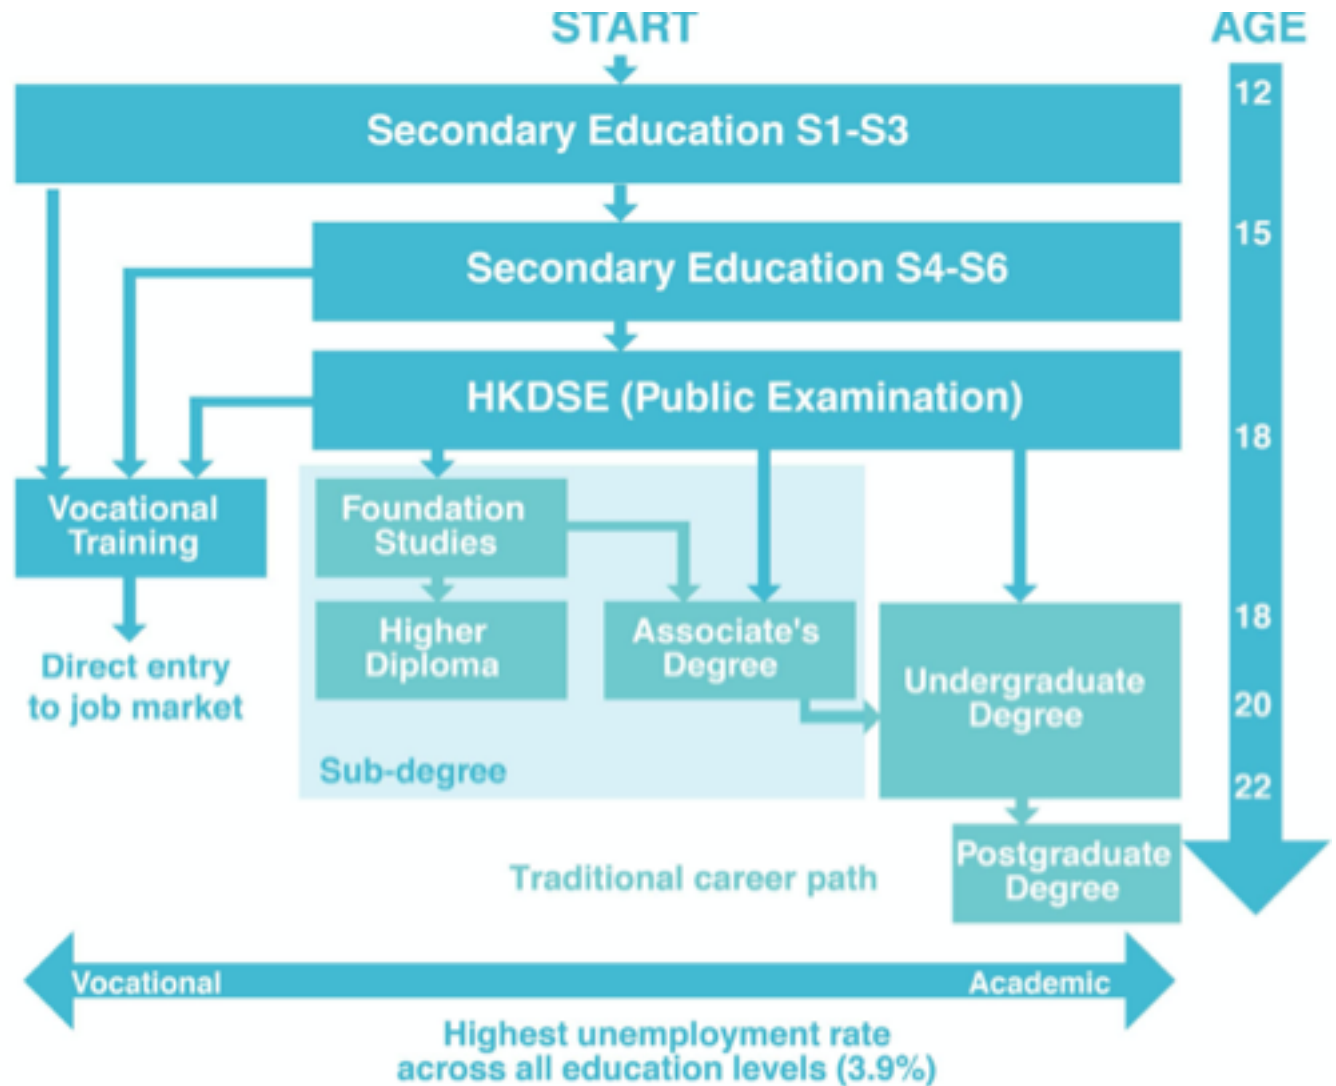 START
AGE
12
Secondary Education S1-S3
15
Secondary Education S4-S6
HKDSE (Public Examination)
18
Vocational
Training
Foundation
Studies
Higher
Diploma
Associate's
Degree
18
Direct entry
to job market
Undergraduate
Degree
20
Sub-degree
22
Postgraduate
Degree
Traditional career path
Vocational
Academic
Highest unemployment rate
across all education levels (3.9%)